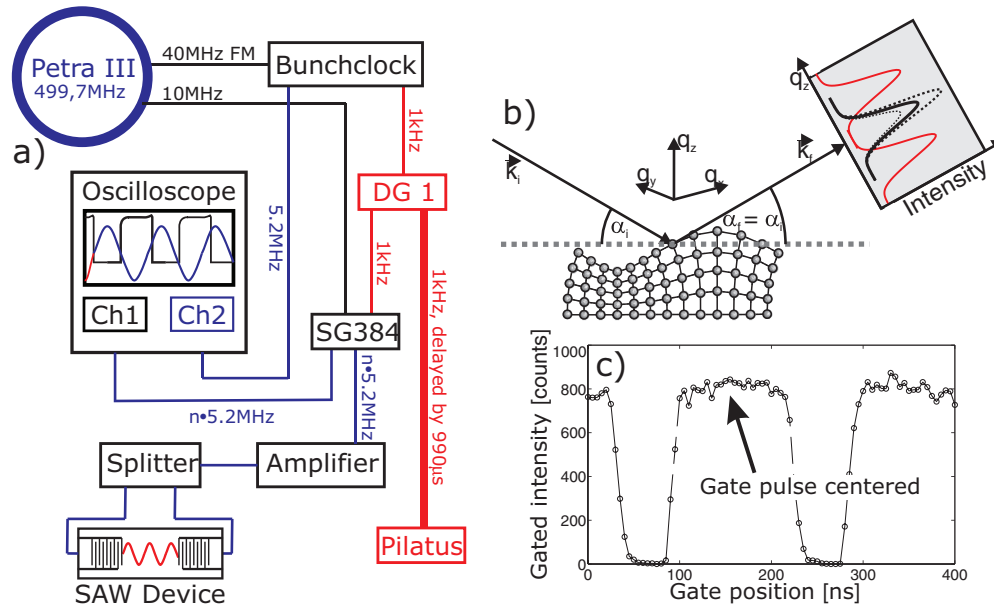 a)
Petra III
499,7MHz
40MHz FM
10MHz
Bunchclock
1kHz
DG 1
Oscilloscope
Ch1
Ch2
5.2MHz
1kHz
1kHz, delayed by 990µs
SG384
n•5.2MHz
n•5.2MHz
Splitter
Amplifier
SAW Device
Pilatus
b)
k_i
q_z
q_y
q_x
k_f
α_i
α_f = α_i
q_z
Intensity
c)
Gated intensity [counts]
1000
800
600
400
200
0
Gate pulse centered
0
100
200
300
400
Gate position [ns]